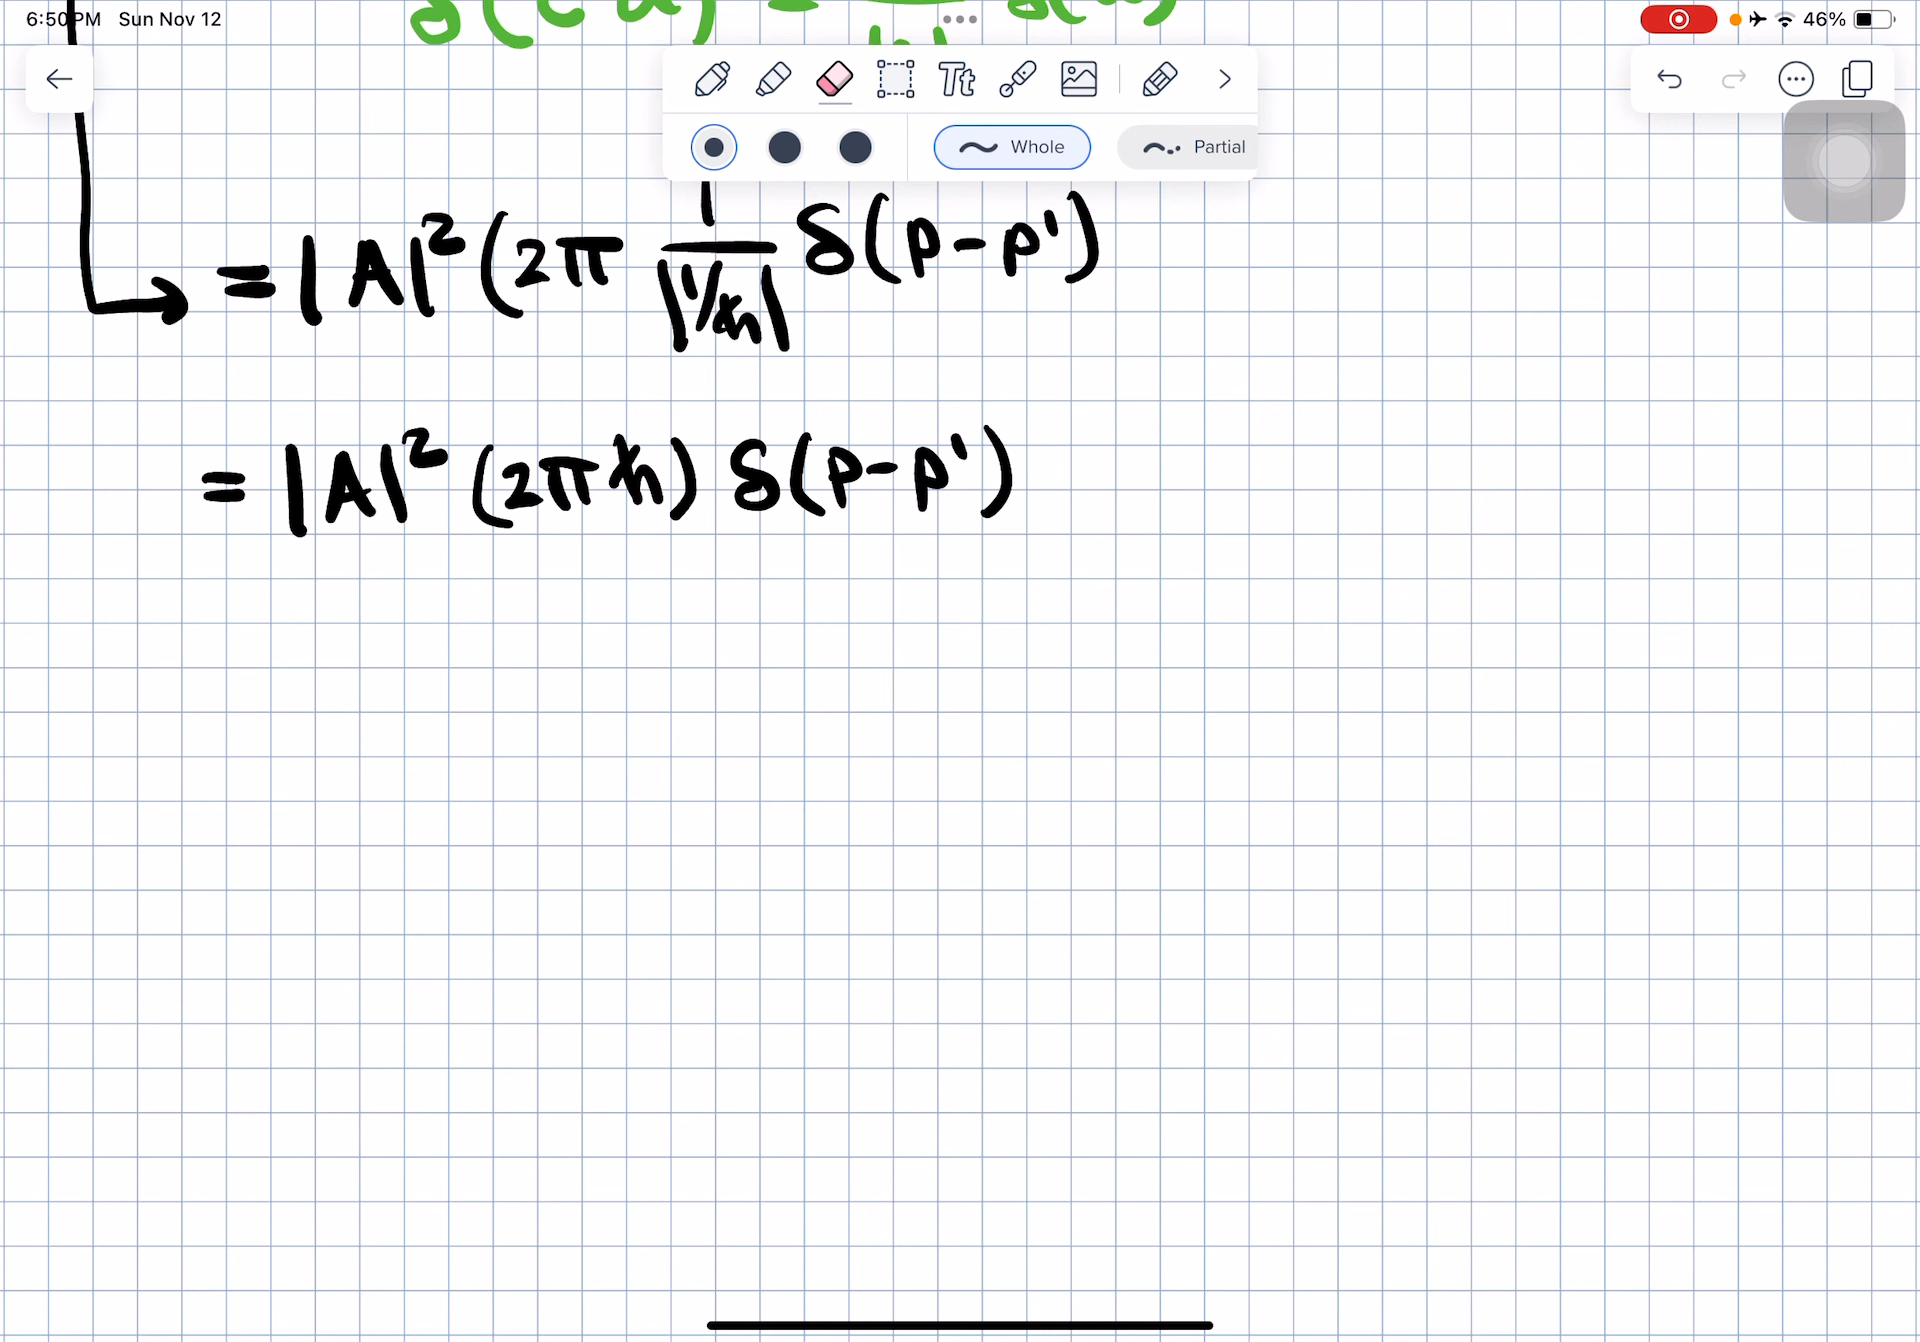 6:50 PM Sun Nov 12
46%
Whole
Partial
= |A|² (2π 1/|1/ħ| δ(p-p')
= |A|² (2πħ) δ(p-p')